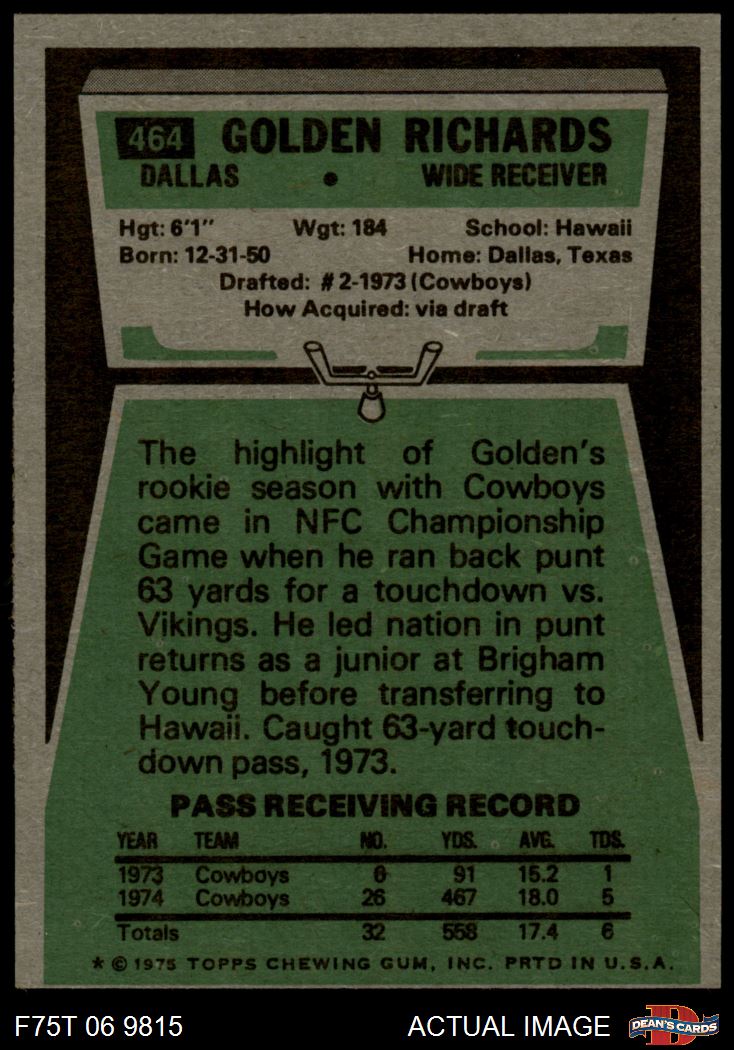 464 GOLDEN RICHARDS
DALLAS • WIDE RECEIVER
Hgt: 6'1" Wgt: 184 School: Hawaii
Born: 12-31-50 Home: Dallas, Texas
Drafted: #2-1973 (Cowboys)
How Acquired: via draft
The highlight of Golden's
rookie season with Cowboys
came in NFC Championship
Game when he ran back punt
63 yards for a touchdown vs.
Vikings. He led nation in punt
returns as a junior at Brigham
Young before transferring to
Hawaii. Caught 63-yard touch-
down pass, 1973.
PASS RECEIVING RECORD
YEAR TEAM NO. YDS. AVG. TDS.
1973 Cowboys 6 91 15.2 1
1974 Cowboys 26 467 18.0 5
Totals 32 558 17.4 6
* © 1975 TOPPS CHEWING GUM, INC. PRTD IN U.S.A.
F75T 06 9815 ACTUAL IMAGE DEAN'S CARDS